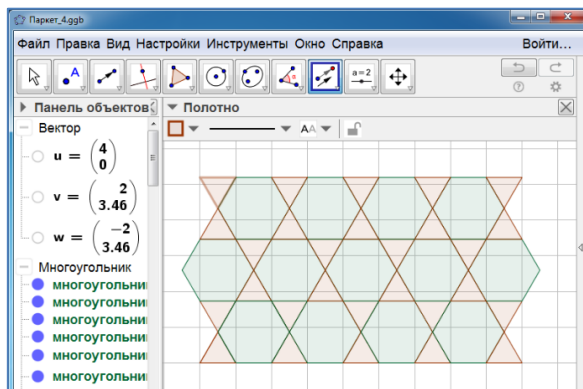 Паркет_4.ggb
Файл Правка Вид Настройки Инструменты Окно Справка Войти...
A a=2
Панель объектов Полотно
Вектор AA
u = (4
0)
v = (2
3.46)
w = (-2
3.46)
Многоугольник
многоугольни
многоугольни
многоугольни
многоугольни
многоугольни
многоугольни